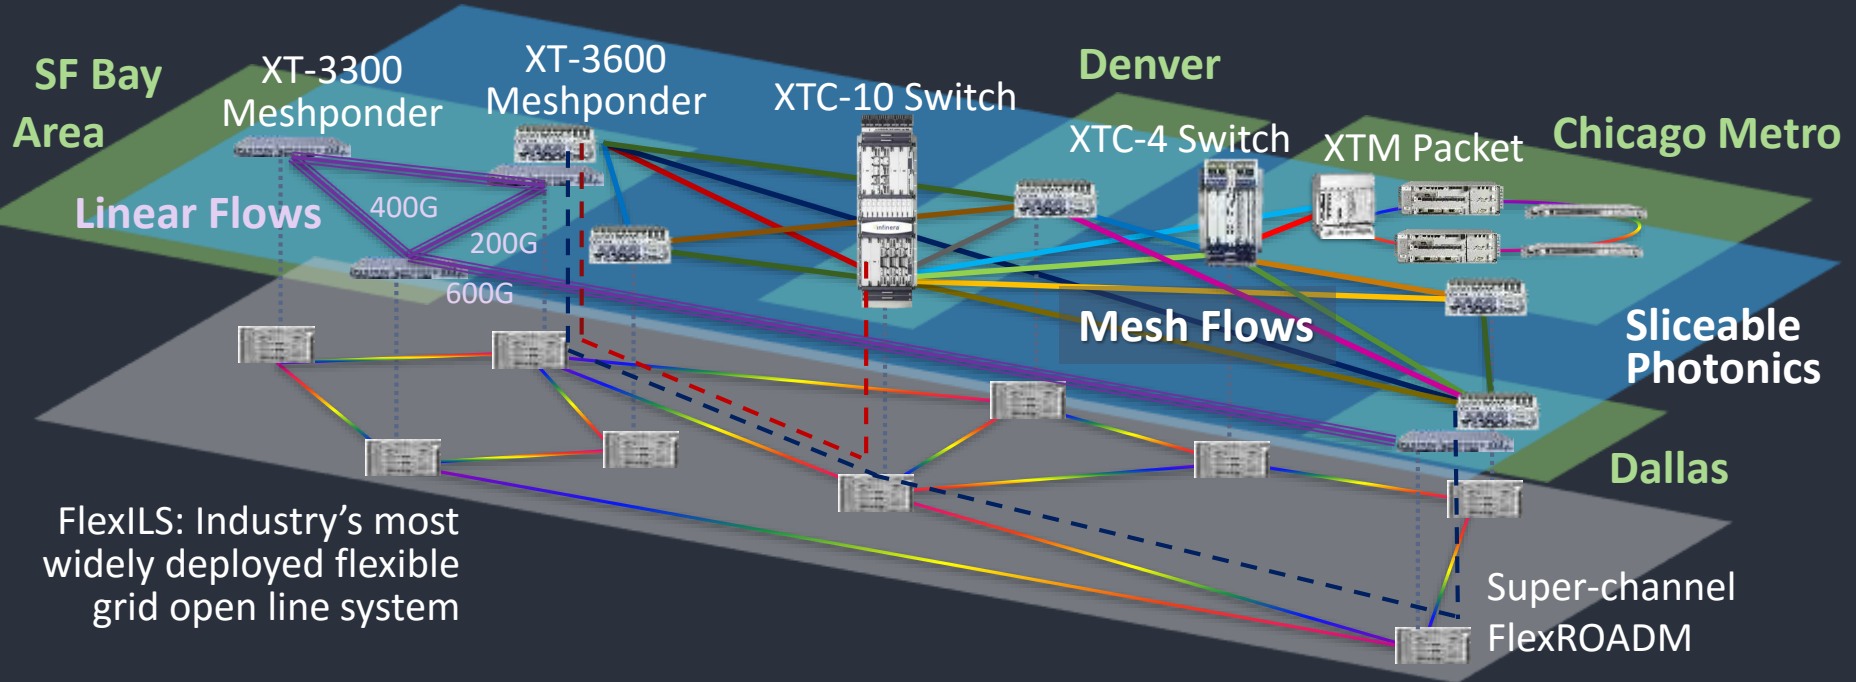 SF Bay
Area
XT-3300
Meshponder
XT-3600
Meshponder
XTC-10 Switch
Denver
XTC-4 Switch
XTM Packet
Chicago Metro
Linear Flows
400G
200G
600G
infinera
Mesh Flows
Sliceable
Photonics
Dallas
FlexILS: Industry’s most
widely deployed flexible
grid open line system
Super-channel
FlexROADM